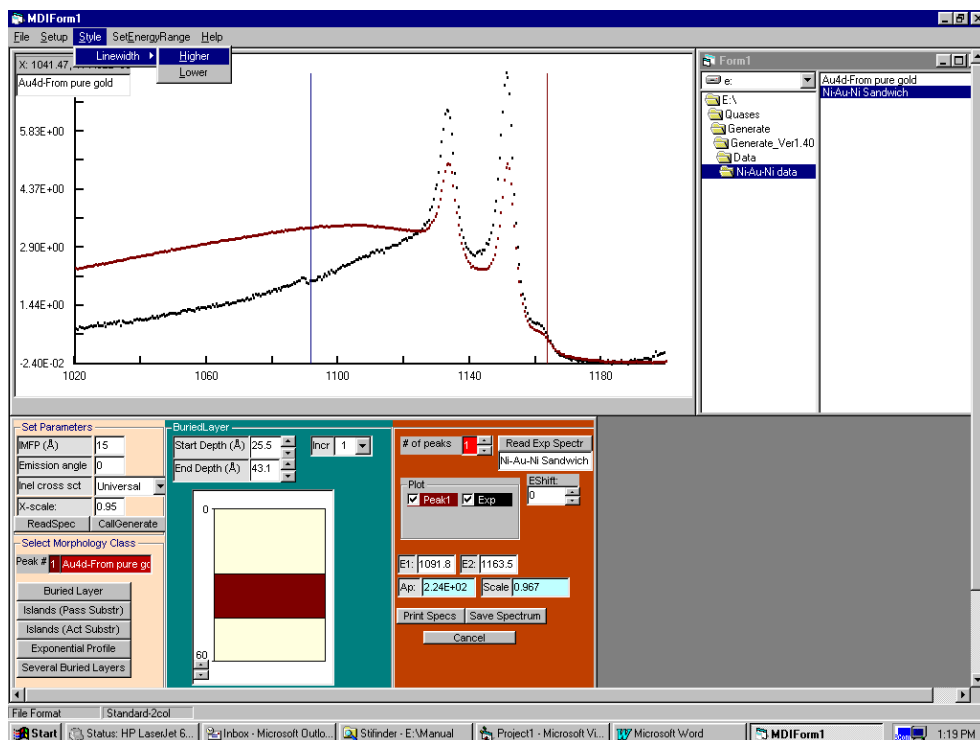 MDIForm1
File Setup Style SetEnergyRange Help
Linewidth Higher
Lower
X: 1041.47,
Au4d-From pure gold
5.83E+00
4.37E+00
2.90E+00
1.44E+00
-2.40E-02
1020 1060 1100 1140 1180
Form1
e:
E:\
Quases
Generate
Generate_Ver1.40
Data
Ni-Au-Ni data
Au4d-From pure gold
Ni-Au-Ni Sandwich
Set Parameters
IMFP (Å) 15
Emission angle 0
Inel cross sct Universal
X-scale: 0.95
ReadSpec CallGenerate
Select Morphology Class
Peak # 1 Au4d-From pure gc
Buried Layer
Islands (Pass Substr)
Islands (Act Substr)
Exponential Profile
Several Buried Layers
BuriedLayer
Start Depth (Å) 25.5 Incr 1
End Depth (Å) 43.1
0
60
# of peaks 1 Read Exp Spectr
Ni-Au-Ni Sandwich
Plot
Peak1 Exp
EShift:
0
E1: 1091.8 E2: 1163.5
Ap: 2.24E+02 Scale 0.967
Print Specs Save Spectrum
Cancel
File Format Standard-2col
Start Status: HP LaserJet 6... Inbox - Microsoft Outlo... Stifinder - E:\Manual Project1 - Microsoft Vi... Microsoft Word MDIForm1 1:19 PM